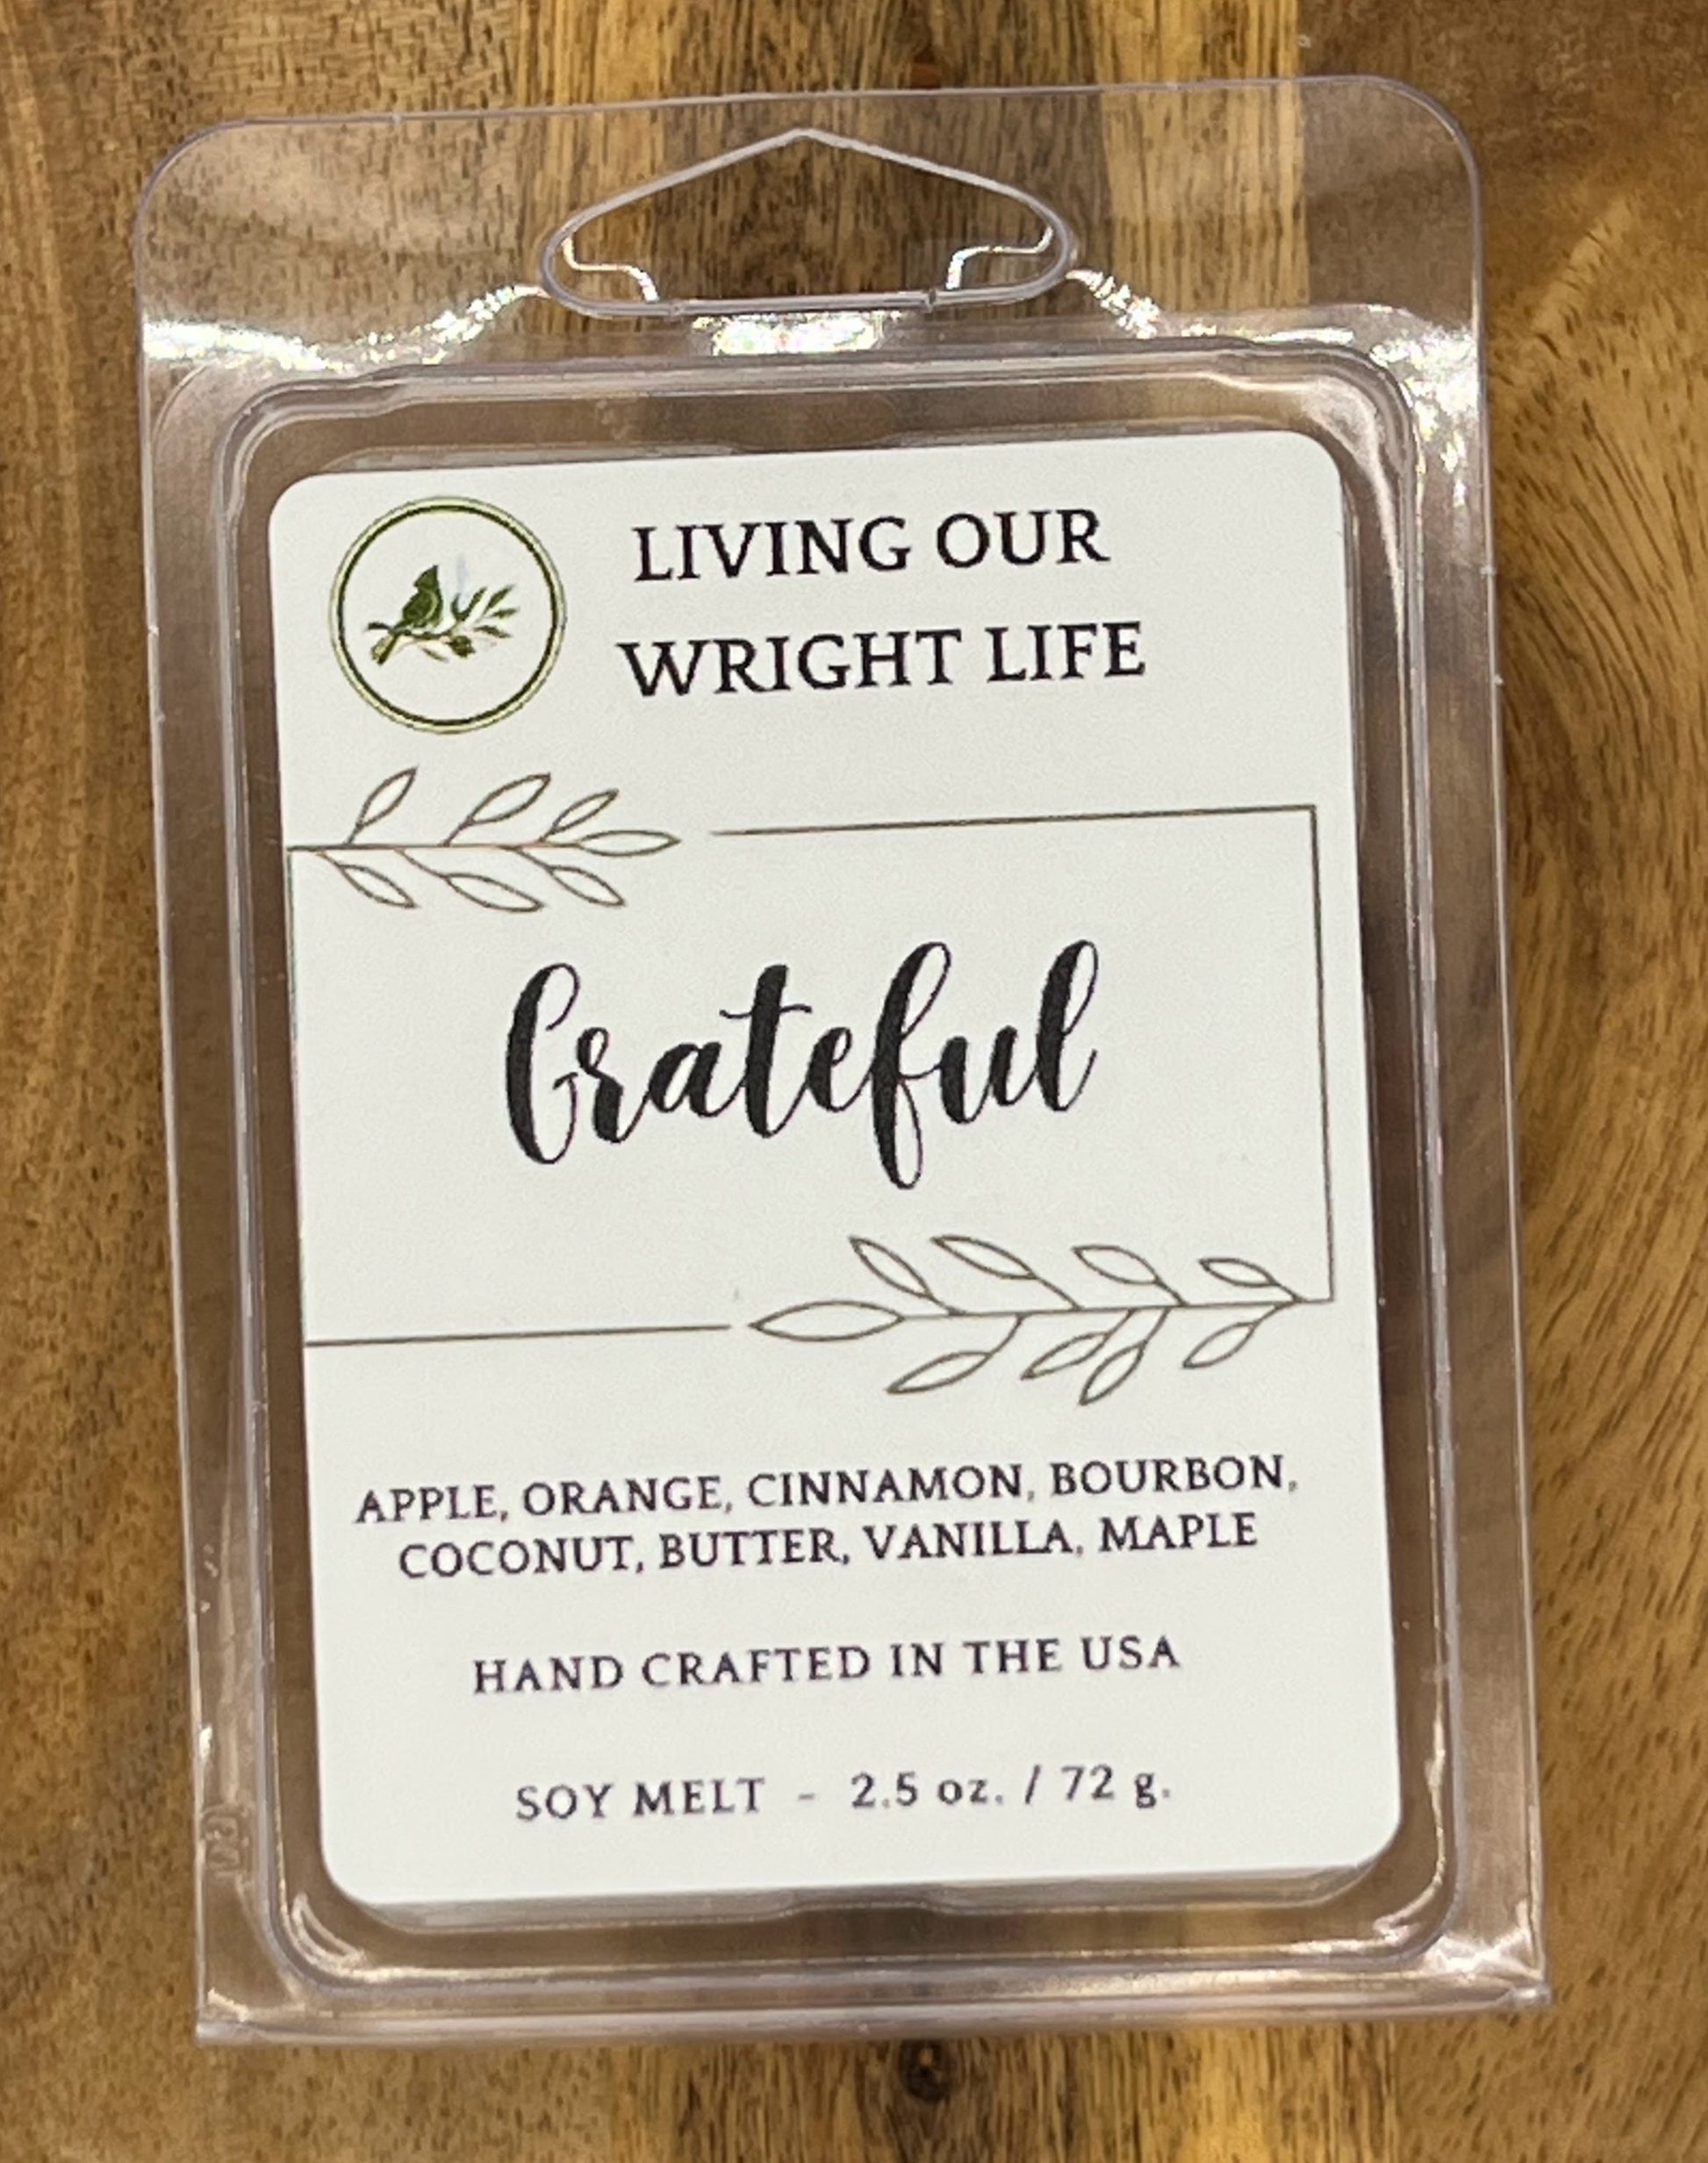 LIVING OUR
WRIGHT LIFE
Grateful
APPLE, ORANGE, CINNAMON, BOURBON,
COCONUT, BUTTER, VANILLA, MAPLE
HAND CRAFTED IN THE USA
SOY MELT - 2.5 oz. / 72 g.